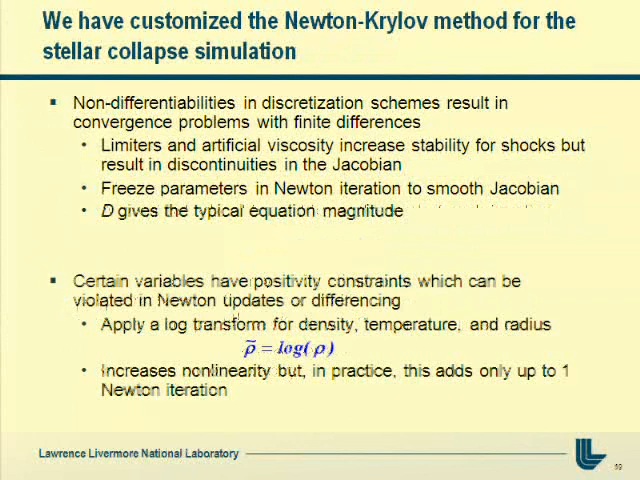 We have customized the Newton-Krylov method for the
stellar collapse simulation
▪ Non-differentiabilities in discretization schemes result in
convergence problems with finite differences
• Limiters and artificial viscosity increase stability for shocks but
result in discontinuities in the Jacobian
• Freeze parameters in Newton iteration to smooth Jacobian
• D gives the typical equation magnitude
▪ Certain variables have positivity constraints which can be
violated in Newton updates or differencing
• Apply a log transform for density, temperature, and radius
ρ̃ = log( ρ )
• Increases nonlinearity but, in practice, this adds only up to 1
Newton iteration
Lawrence Livermore National Laboratory